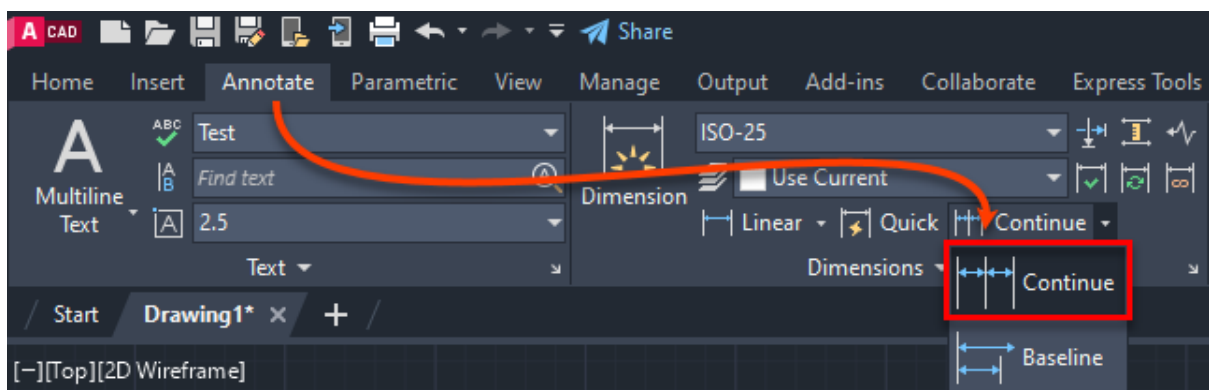 A CAD Share
Home Insert Annotate Parametric View Manage Output Add-ins Collaborate Express Tools
ABC Test ISO-25
A B Find text Use Current
Multiline Text Dimension
A 2.5 Linear Quick Continue
Text Dimensions Continue
Start Drawing1*
[−][Top][2D Wireframe] Baseline